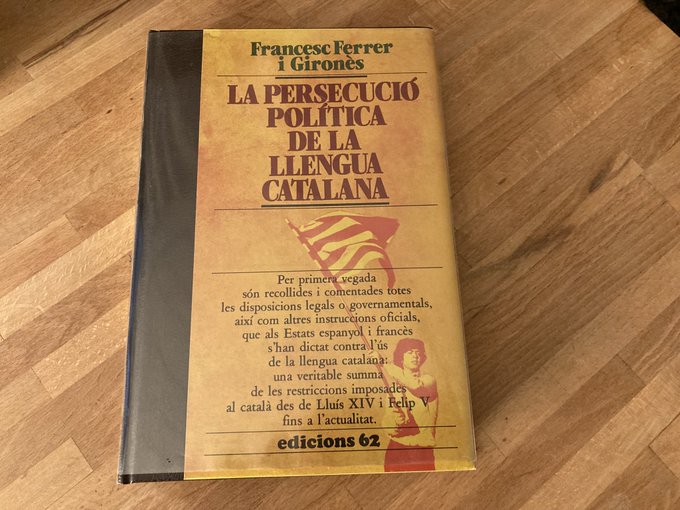 Francesc Ferrer
i Gironès
LA PERSECUCIÓ
POLÍTICA
DE LA
LLENGUA
CATALANA
Per primera vegada
són recollides i comentades totes
les disposicions legals o governamentals,
així com altres instruccions oficials,
que als Estats espanyol i francès
s'han dictat contra l'ús
de la llengua catalana:
una veritable summa
de les restriccions imposades
al català des de Lluís XIV i Felip V
fins a l'actualitat.
edicions 62